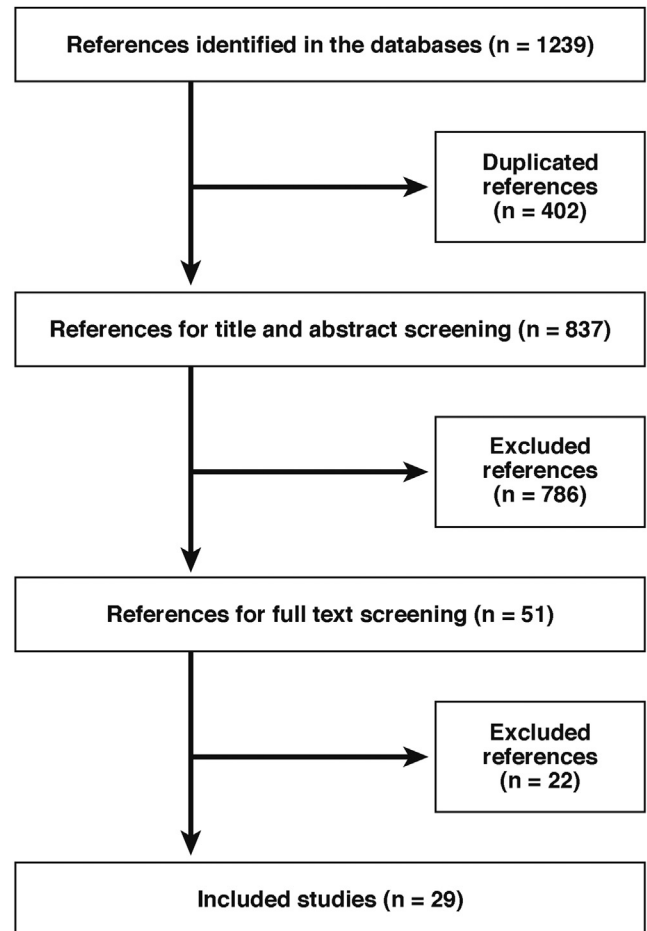 References identified in the databases (n = 1239)
Duplicated
references
(n = 402)
References for title and abstract screening (n = 837)
Excluded
references
(n = 786)
References for full text screening (n = 51)
Excluded
references
(n = 22)
Included studies (n = 29)